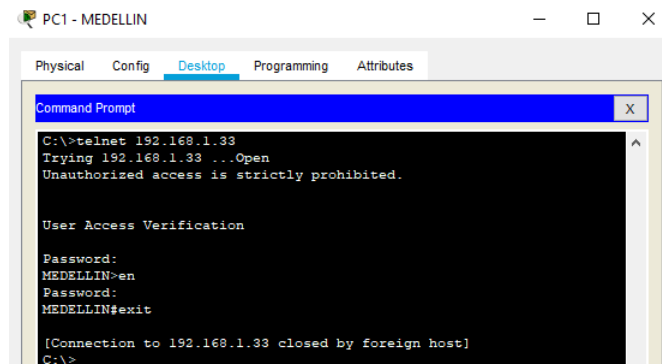 PC1 - MEDELLIN
Physical Config Desktop Programming Attributes
Command Prompt
X
C:\>telnet 192.168.1.33
Trying 192.168.1.33 ...Open
Unauthorized access is strictly prohibited.
User Access Verification
Password:
MEDELLIN>en
Password:
MEDELLIN#exit
[Connection to 192.168.1.33 closed by foreign host]
C:\>